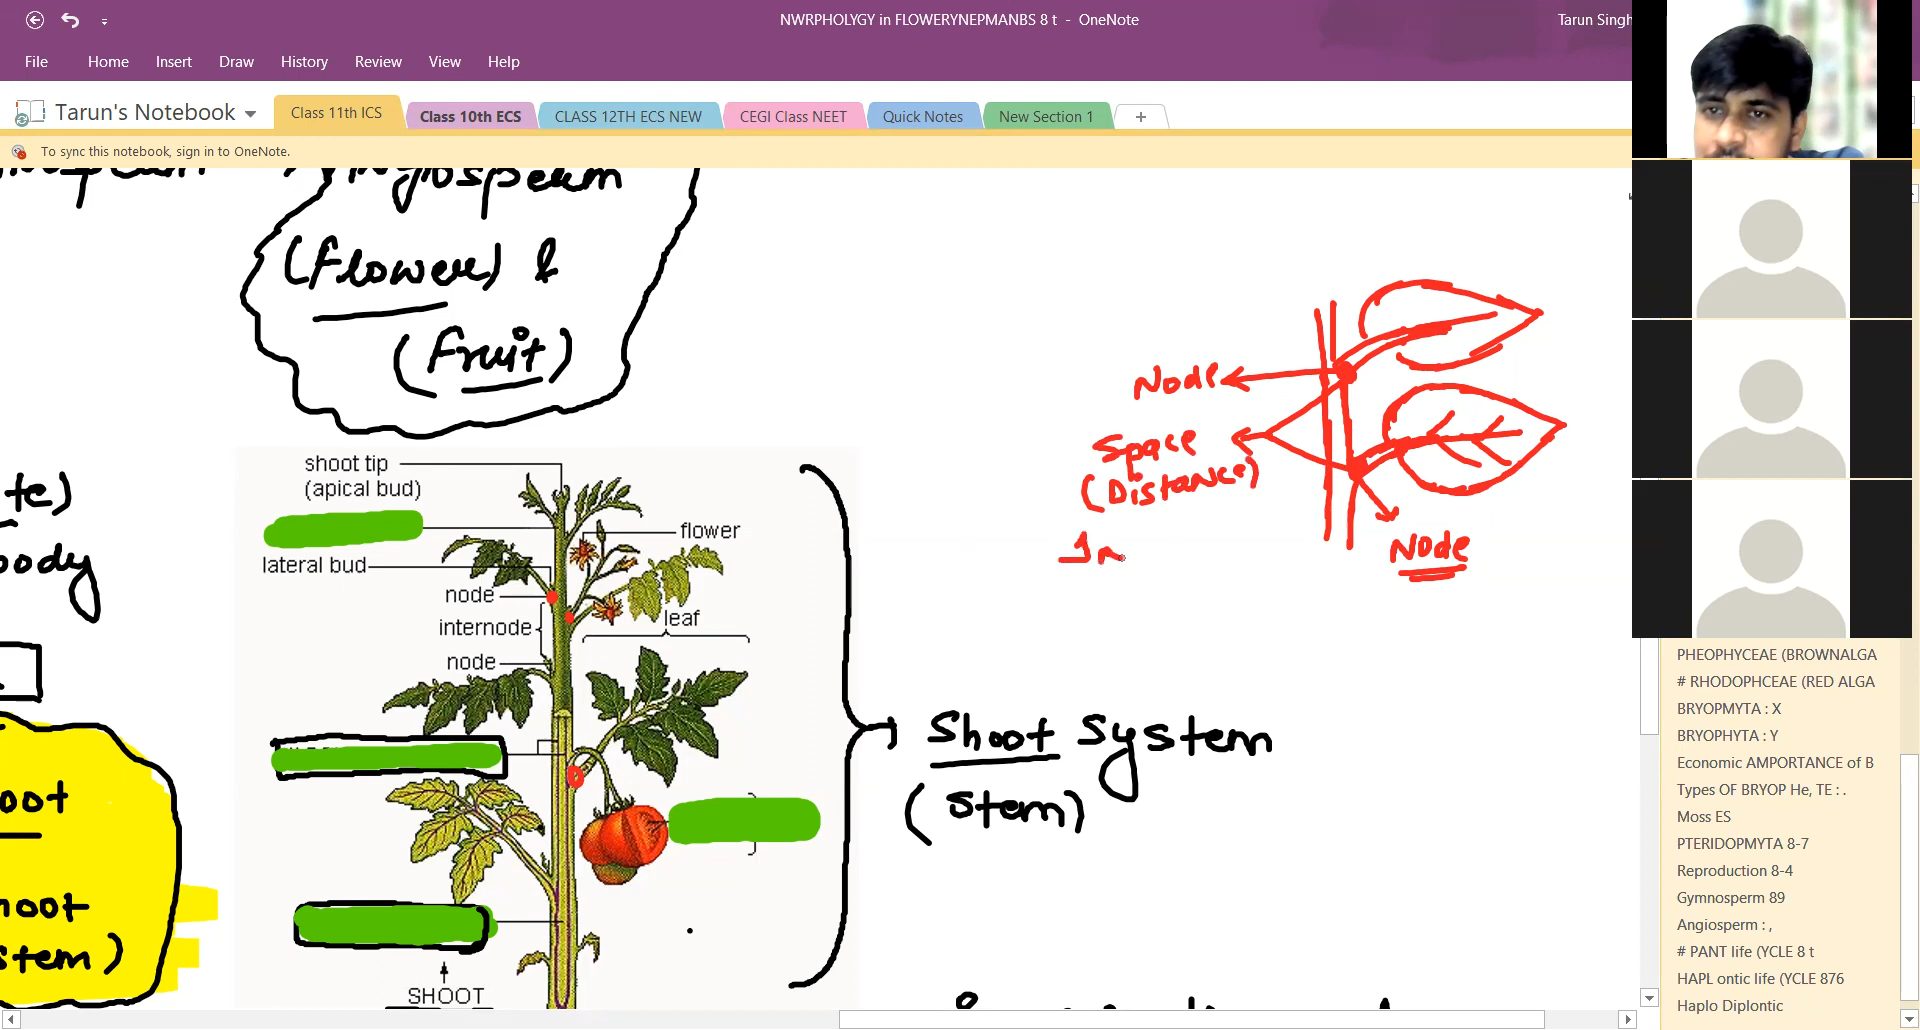 NWRPHOLYGY in FLOWERYNEPMANBS 8 t - OneNote
Tarun Singh
File Home Insert Draw History Review View Help
Tarun's Notebook
Class 11th ICS
Class 10th ECS
CLASS 12TH ECS NEW
CEGI Class NEET
Quick Notes
New Section 1
+
To sync this notebook, sign in to OneNote.
(Flower) &
(Fruit)
body
shoot tip
(apical bud)
flower
lateral bud
node
internode
leaf
node
SHOOT
Shoot System
(Stem)
Node
Space
(Distance)
Node
In
PHEOPHYCEAE (BROWNALGA
# RHODOPHCEAE (RED ALGA
BRYOPMYTA : X
BRYOPHYTA : Y
Economic AMPORTANCE of B
Types OF BRYOP He, TE : .
Moss ES
PTERIDOPMYTA 8-7
Reproduction 8-4
Gymnosperm 89
Angiosperm : ,
# PANT life (YCLE 8 t
HAPL ontic life (YCLE 876
Haplo Diplontic